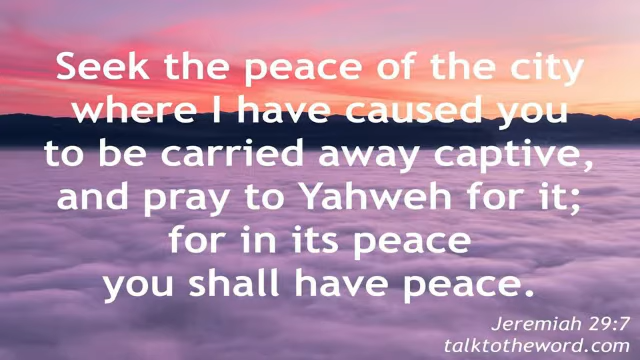 Seek the peace of the city
where I have caused you
to be carried away captive,
and pray to Yahweh for it;
for in its peace
you shall have peace.
Jeremiah 29:7
talktotheword.com